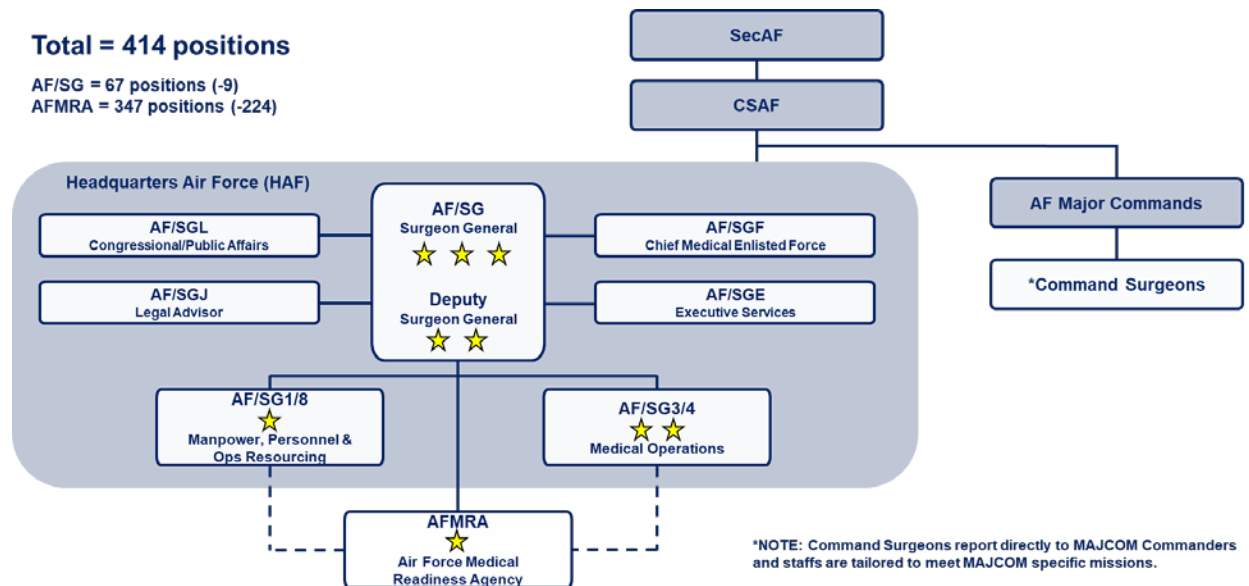 Total = 414 positions
AF/SG = 67 positions (-9)
AFMRA = 347 positions (-224)
SecAF
CSAF
Headquarters Air Force (HAF)
AF/SGL
Congressional/Public Affairs
AF/SGJ
Legal Advisor
AF/SG
Surgeon General
Deputy
Surgeon General
AF/SGF
Chief Medical Enlisted Force
AF/SGE
Executive Services
AF Major Commands
*Command Surgeons
AF/SG1/8
Manpower, Personnel &
Ops Resourcing
AF/SG3/4
Medical Operations
AFMRA
Air Force Medical
Readiness Agency
*NOTE: Command Surgeons report directly to MAJCOM Commanders
and staffs are tailored to meet MAJCOM specific missions.